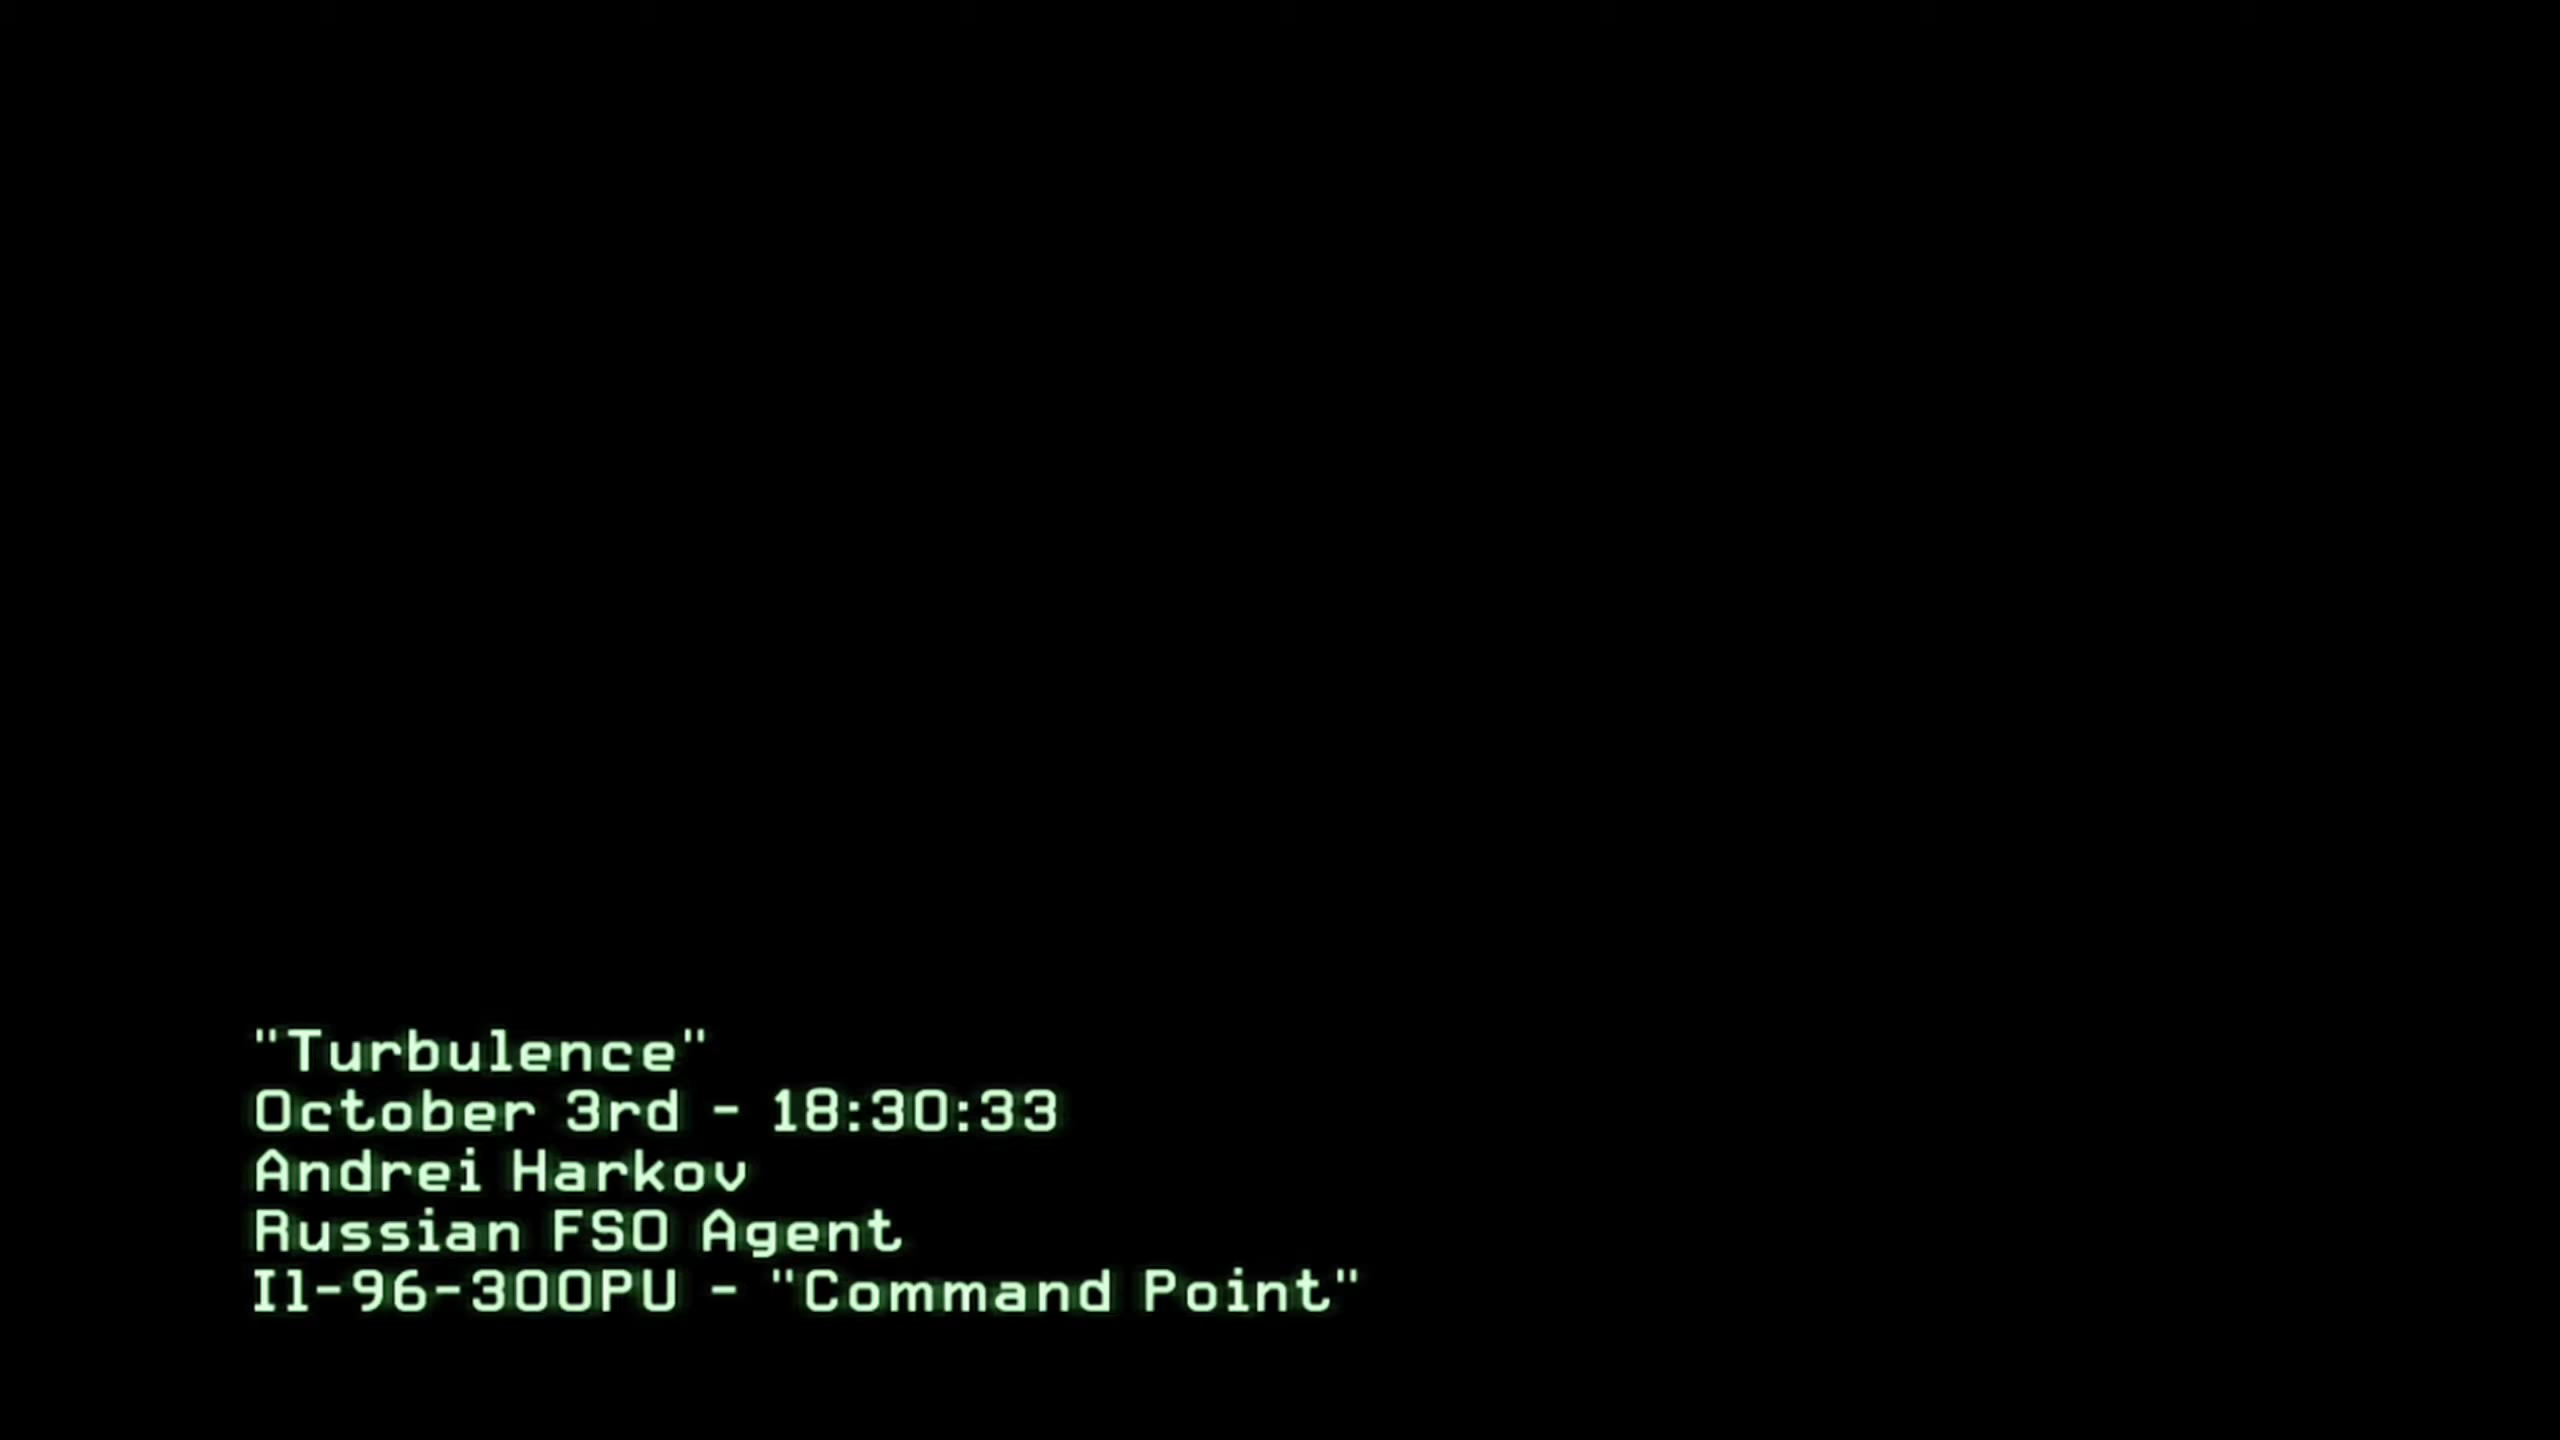 "Turbulence"
October 3rd - 18:30:33
Andrei Harkov
Russian FSO Agent
Il-96-300PU - "Command Point"